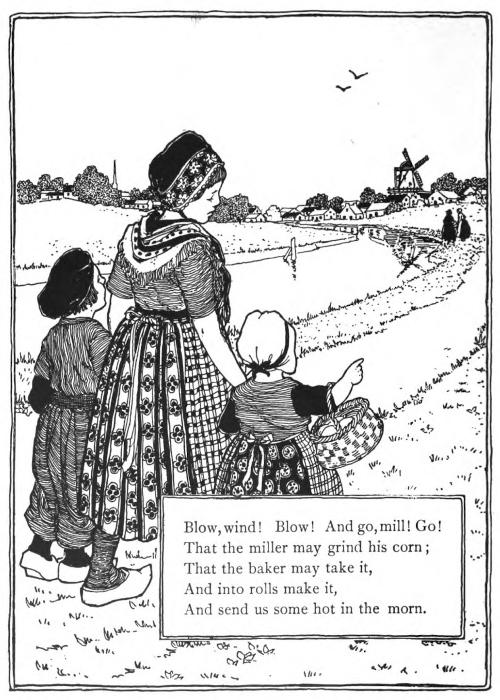 Blow, wind! Blow! And go, mill! Go!
That the miller may grind his corn;
That the baker may take it,
And into rolls make it,
And send us some hot in the morn.